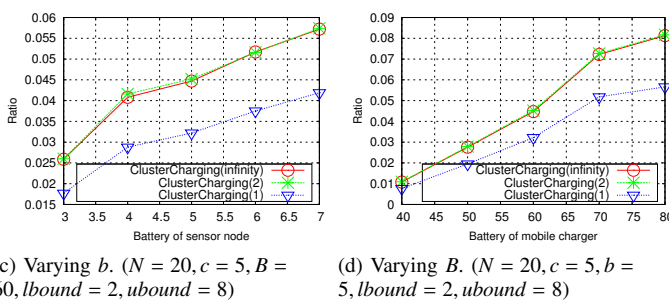 0.06
0.055
0.05
0.045
0.04
0.035
0.03
0.025
0.02
0.015
Ratio
ClusterCharging(infinity)
ClusterCharging(2)
ClusterCharging(1)
3 3.5 4 4.5 5 5.5 6 6.5 7
Battery of sensor node
c) Varying b. (N = 20, c = 5, B =
60, lbound = 2, ubound = 8)
0.09
0.08
0.07
0.06
0.05
0.04
0.03
0.02
0.01
0
Ratio
ClusterCharging(infinity)
ClusterCharging(2)
ClusterCharging(1)
40 45 50 55 60 65 70 75 80
Battery of mobile charger
(d) Varying B. (N = 20, c = 5, b =
5, lbound = 2, ubound = 8)